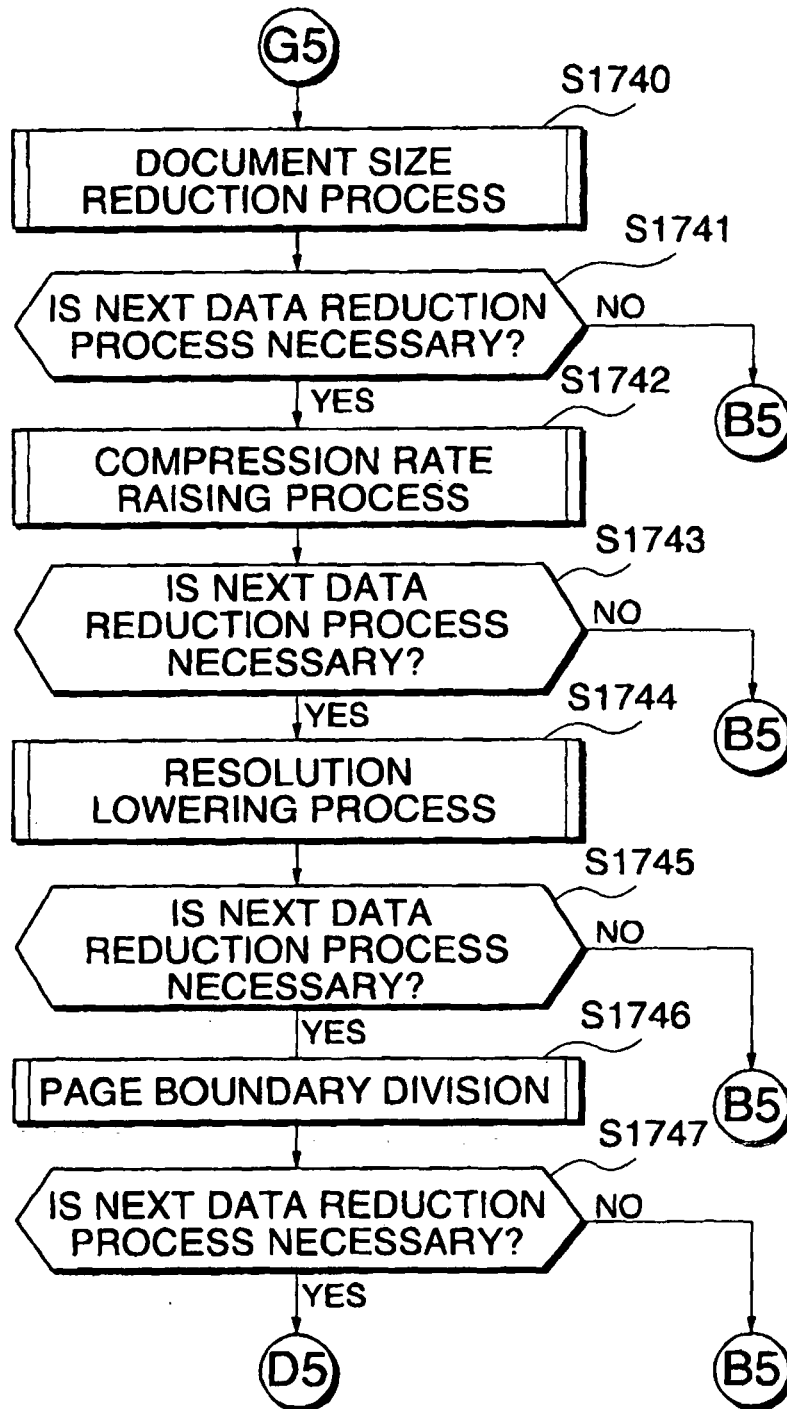 G5
S1740
DOCUMENT SIZE
REDUCTION PROCESS
S1741
IS NEXT DATA REDUCTION
PROCESS NECESSARY?
NO
YES
B5
S1742
COMPRESSION RATE
RAISING PROCESS
S1743
IS NEXT DATA
REDUCTION PROCESS
NECESSARY?
NO
YES
B5
S1744
RESOLUTION
LOWERING PROCESS
S1745
IS NEXT DATA
REDUCTION PROCESS
NECESSARY?
NO
YES
B5
S1746
PAGE BOUNDARY DIVISION
S1747
IS NEXT DATA REDUCTION
PROCESS NECESSARY?
NO
YES
D5
B5